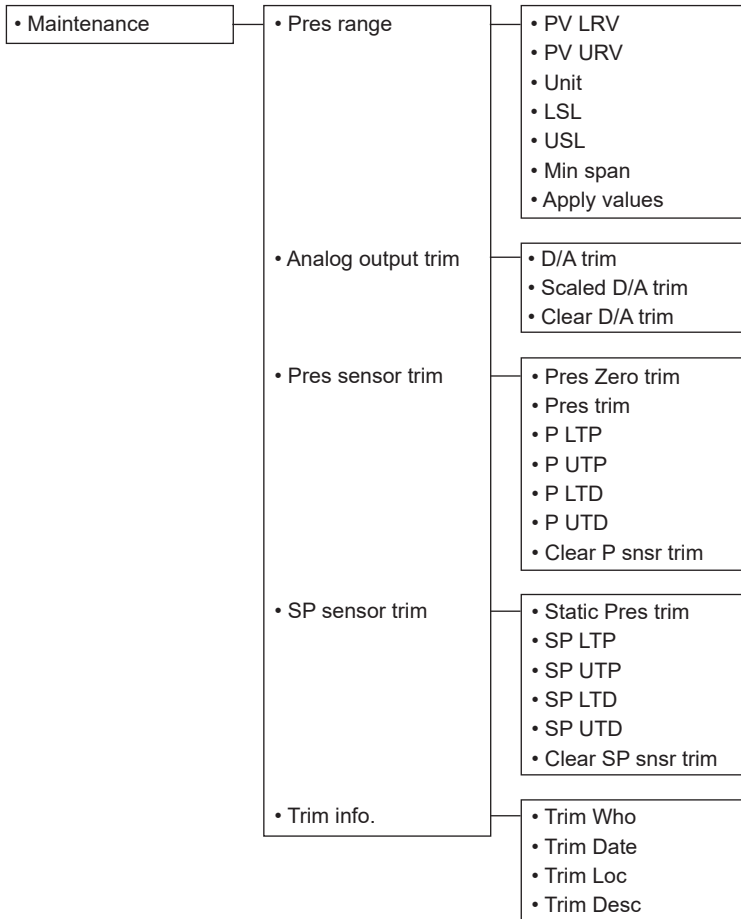 • Maintenance
• Pres range
• PV LRV
• PV URV
• Unit
• LSL
• USL
• Min span
• Apply values
• Analog output trim
• D/A trim
• Scaled D/A trim
• Clear D/A trim
• Pres sensor trim
• Pres Zero trim
• Pres trim
• P LTP
• P UTP
• P LTD
• P UTD
• Clear P snsr trim
• SP sensor trim
• Static Pres trim
• SP LTP
• SP UTP
• SP LTD
• SP UTD
• Clear SP snsr trim
• Trim info.
• Trim Who
• Trim Date
• Trim Loc
• Trim Desc